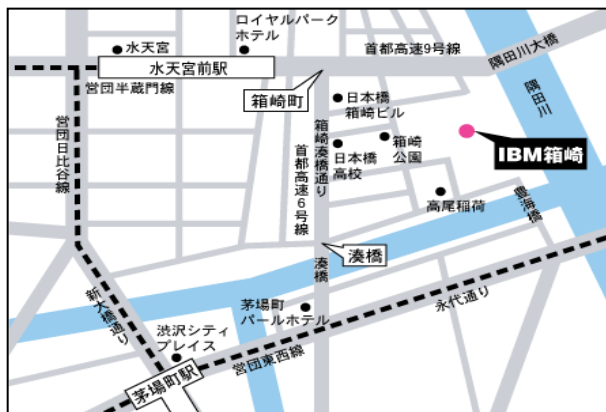 ロイヤルパーク
ホテル
水天宮
首都高速9号線
隅田川大橋
水天宮前駅
営団半蔵門線
箱崎町
日本橋
箱崎ビル
隅田川
営団日比谷線
箱崎湊橋通り
首都高速6号線
日本橋
高校
箱崎
公園
IBM箱崎
高尾稲荷
豊海橋
湊橋
湊橋
新大橋通り
茅場町
パールホテル
永代通り
渋沢シティ
プレイス
営団東西線
茅場町駅